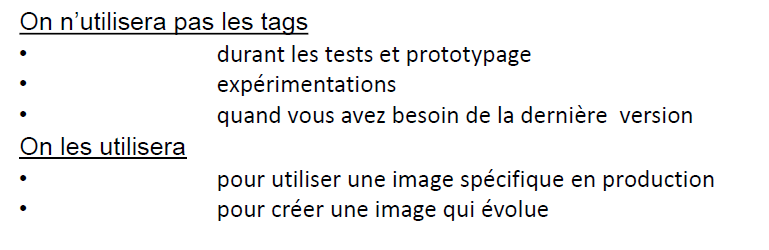 On n’utilisera pas les tags
• durant les tests et prototypage
• expérimentations
• quand vous avez besoin de la dernière  version
On les utilisera
• pour utiliser une image spécifique en production
• pour créer une image qui évolue